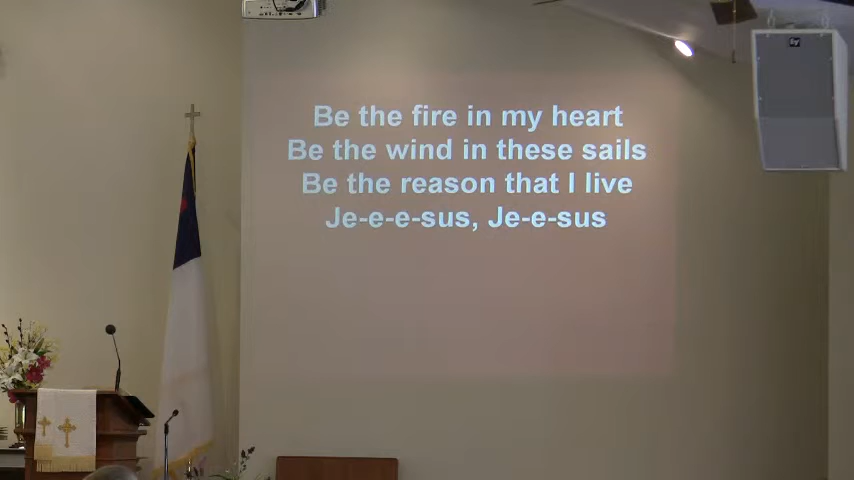 Be the fire in my heart
Be the wind in these sails
Be the reason that I live
Je-e-e-sus, Je-e-sus